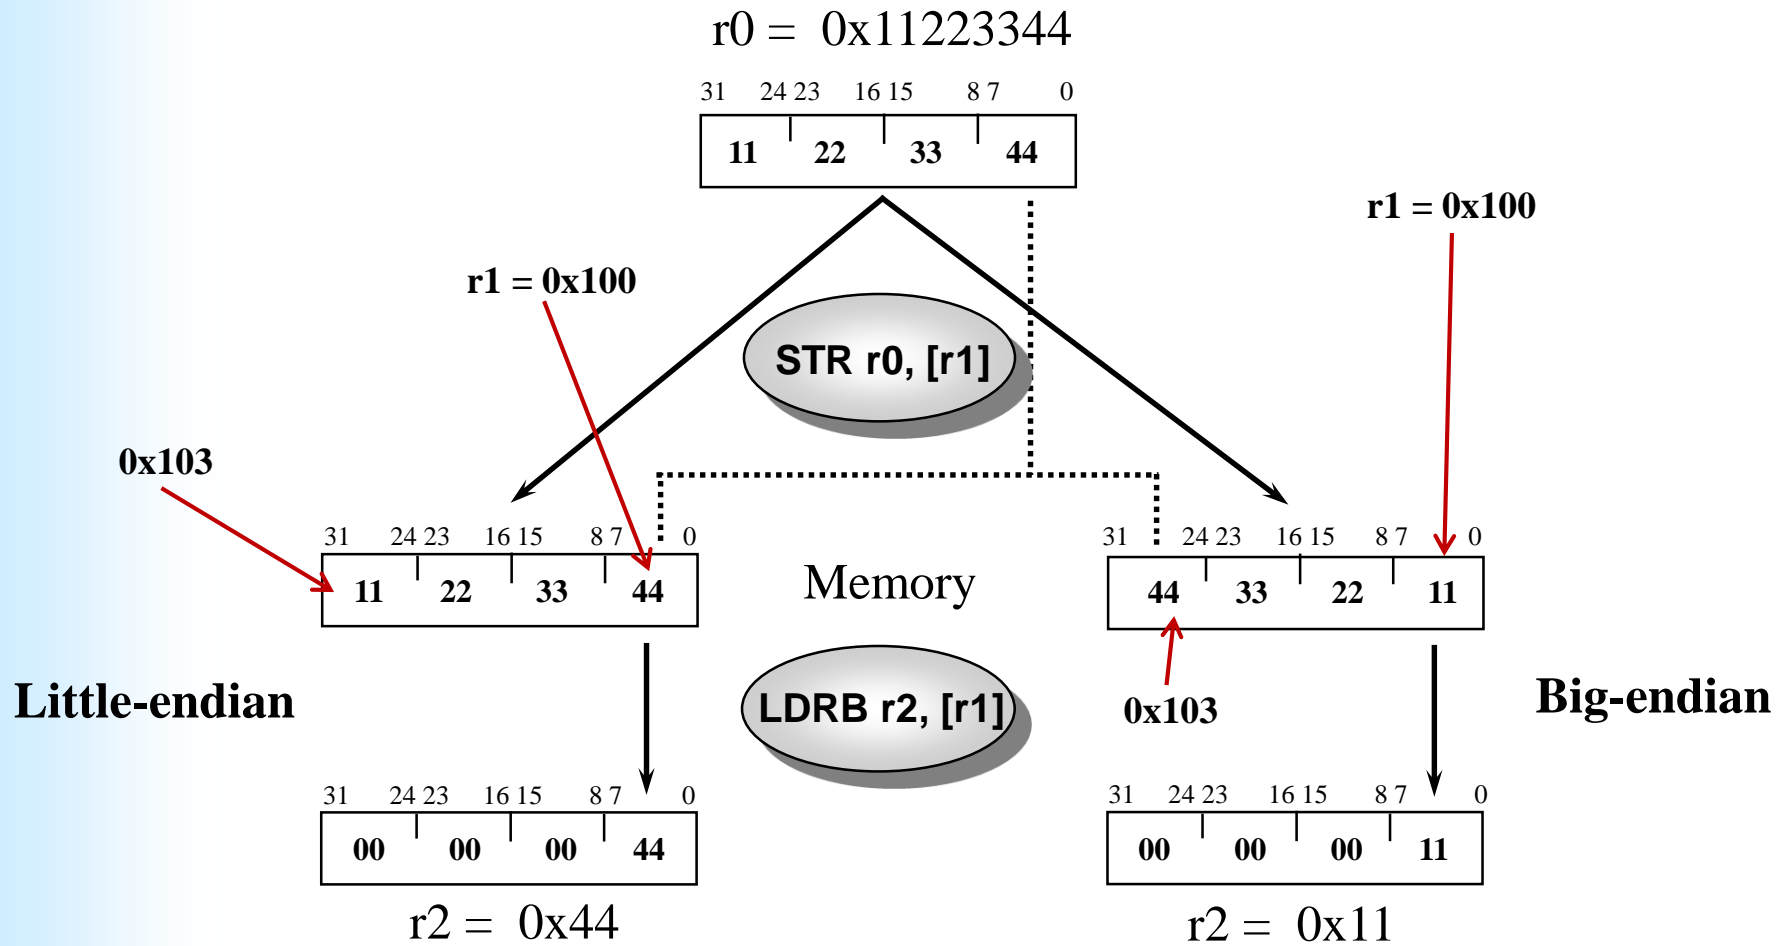 r0 = 0x11223344
31 24 23 16 15 8 7 0
11 22 33 44
r1 = 0x100
r1 = 0x100
STR r0, [r1]
0x103
31 24 23 16 15 8 7 0
31 24 23 16 15 8 7 0
11 22 33 44
Memory
44 33 22 11
Little-endian
LDRB r2, [r1]
0x103
Big-endian
31 24 23 16 15 8 7 0
31 24 23 16 15 8 7 0
00 00 00 44
00 00 00 11
r2 = 0x44
r2 = 0x11